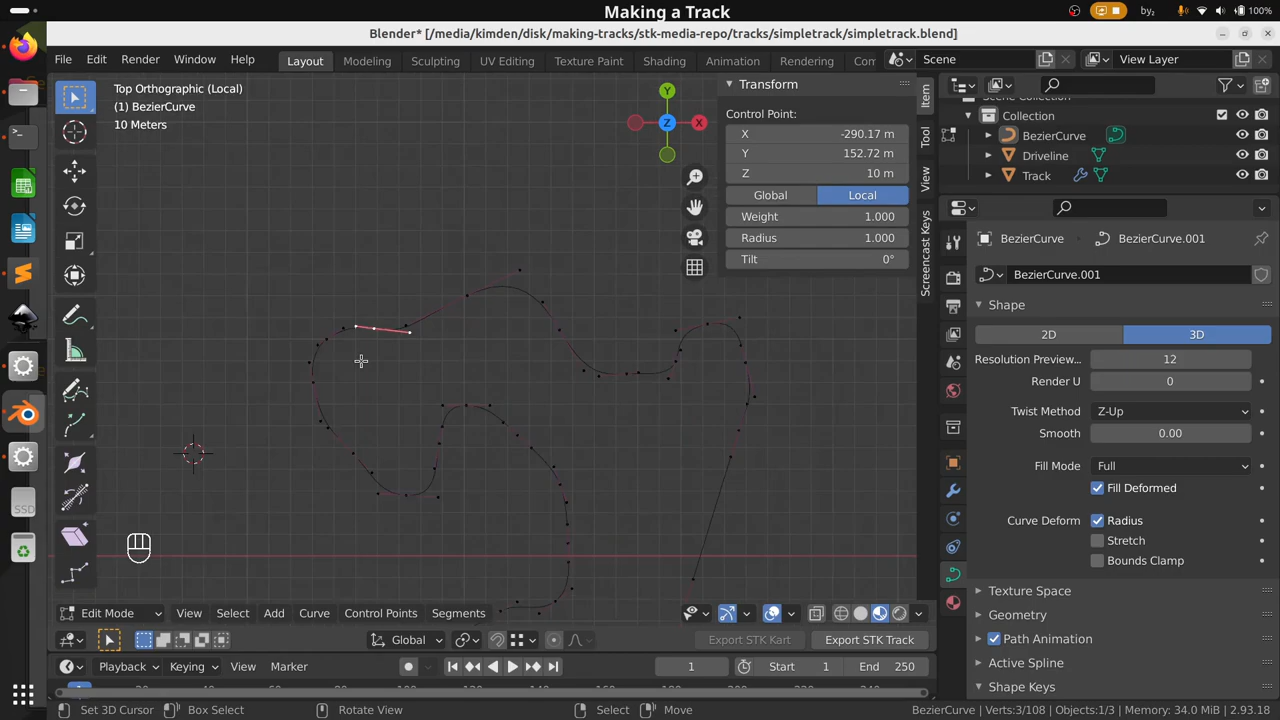 Making a Track
by₂
100%
Blender* [/media/kimden/disk/making-tracks/stk-media-repo/tracks/simpletrack/simpletrack.blend]
File Edit Render Window Help
Layout Modeling Sculpting UV Editing Texture Paint Shading Animation Rendering Com
Scene
View Layer
Top Orthographic (Local)
(1) BezierCurve
10 Meters
Y
Z
X
Transform
Control Point:
X -290.17 m
Y 152.72 m
Z 10 m
Global Local
Weight 1.000
Radius 1.000
Tilt 0°
Item
Tool
View
Screencast Keys
Collection
BezierCurve
Driveline
Track
BezierCurve
BezierCurve.001
BezierCurve.001
Shape
2D 3D
Resolution Preview... 12
Render U 0
Twist Method Z-Up
Smooth 0.00
Fill Mode Full
Fill Deformed
Curve Deform Radius
Stretch
Bounds Clamp
Texture Space
Geometry
Path Animation
Active Spline
Shape Keys
SSD
Edit Mode View Select Add Curve Control Points Segments
Global
Export STK Kart Export STK Track
Playback Keying View Marker
1 Start 1 End 250
Set 3D Cursor Box Select Rotate View Select Move
BezierCurve | Verts:3/108 | Objects:1/3 | Memory: 34.0 MiB | 2.93.18